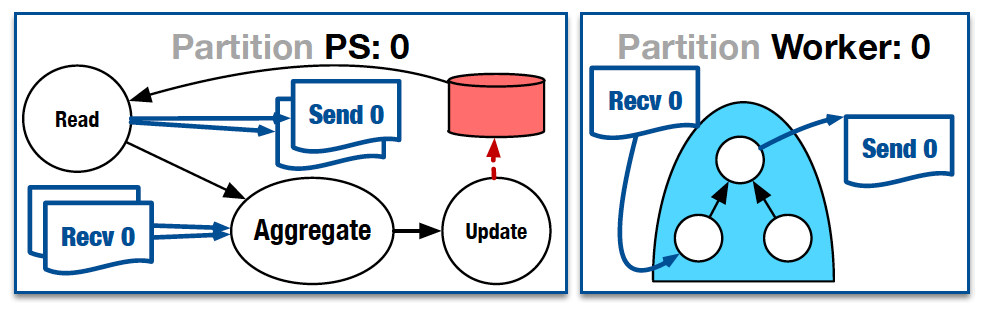 Partition PS: 0
Read
Send 0
Recv 0
Aggregate
Update
Partition Worker: 0
Recv 0
Send 0